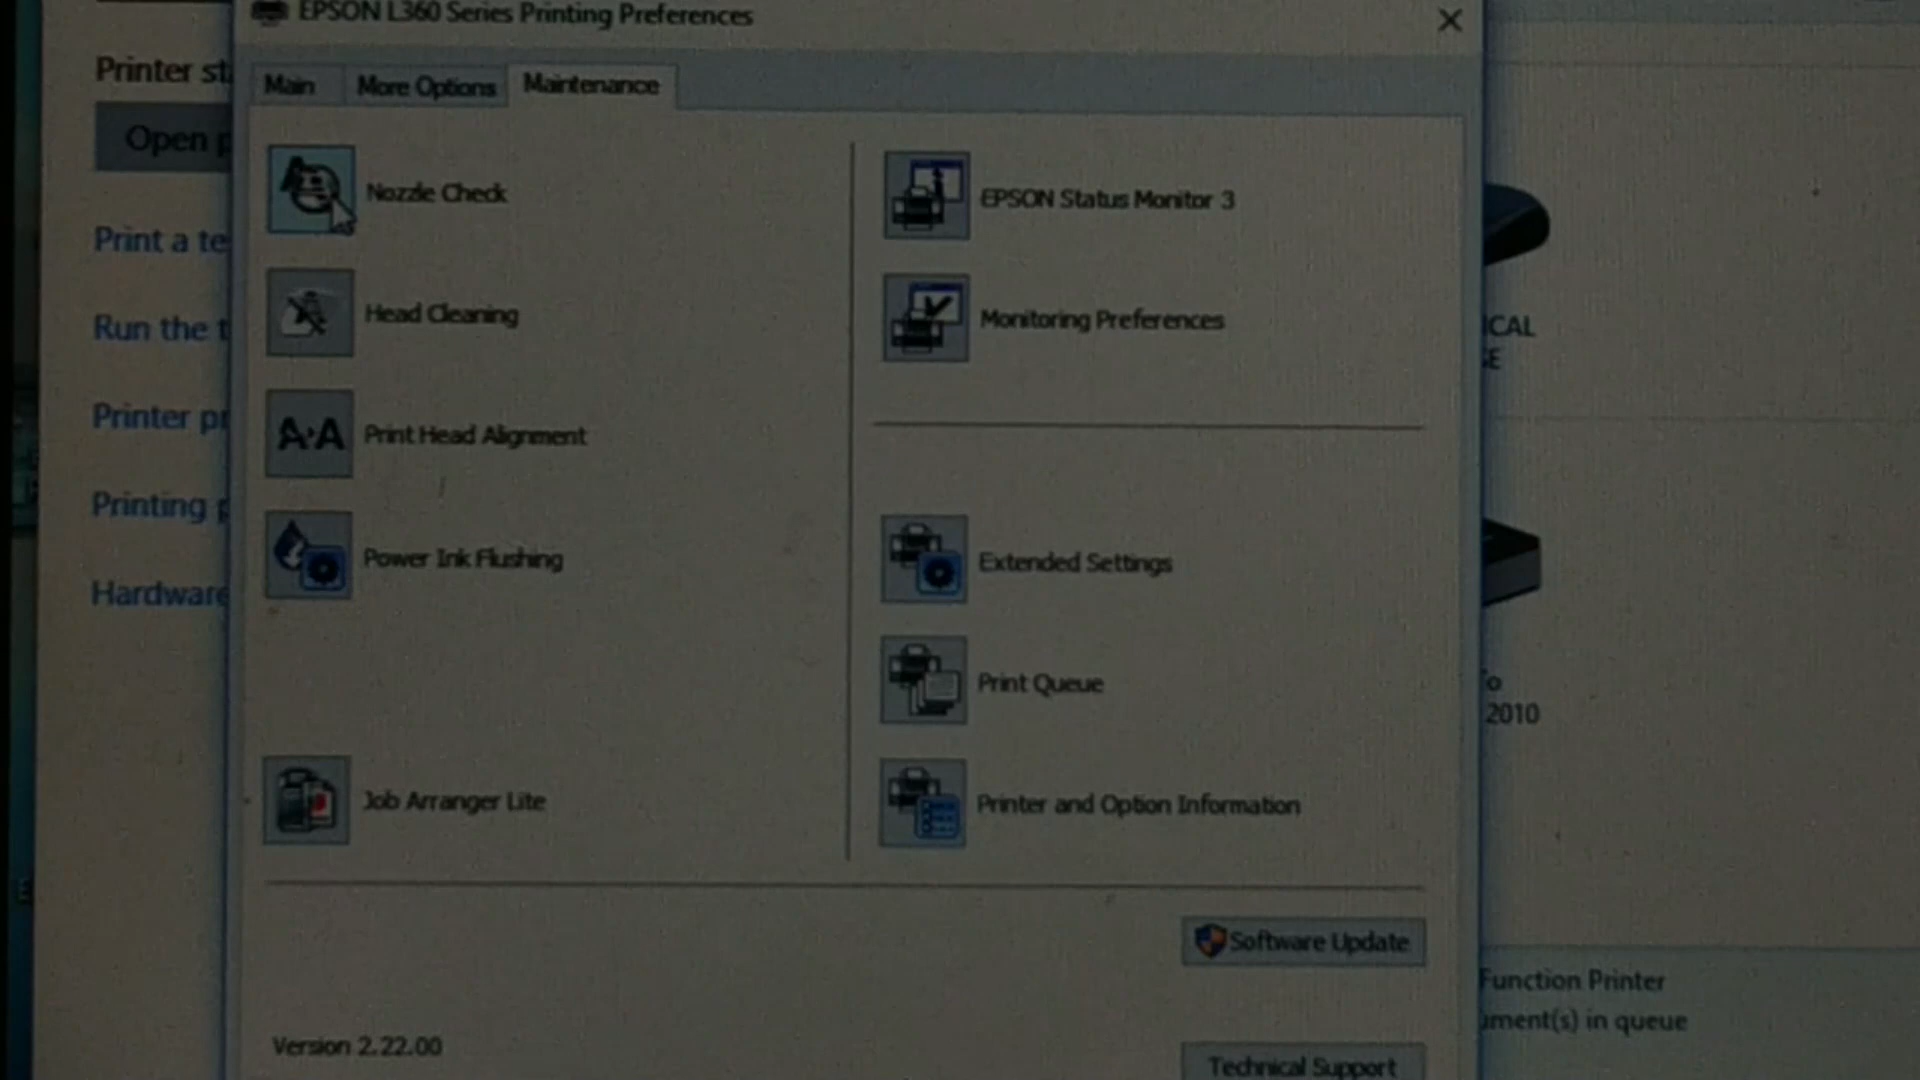 EPSON L360 Series Printing Preferences
Printer st
Main
More Options
Maintenance
Open p
Nozzle Check
EPSON Status Monitor 3
Print a te
Head Cleaning
Monitoring Preferences
Run the t
ICAL
Printer pr
Print Head Alignment
Printing p
Power Ink Flushing
Extended Settings
Hardware
Print Queue
2010
Job Arranger Lite
Printer and Option Information
Software Update
Function Printer
ment(s) in queue
Version 2.22.00
Technical Support